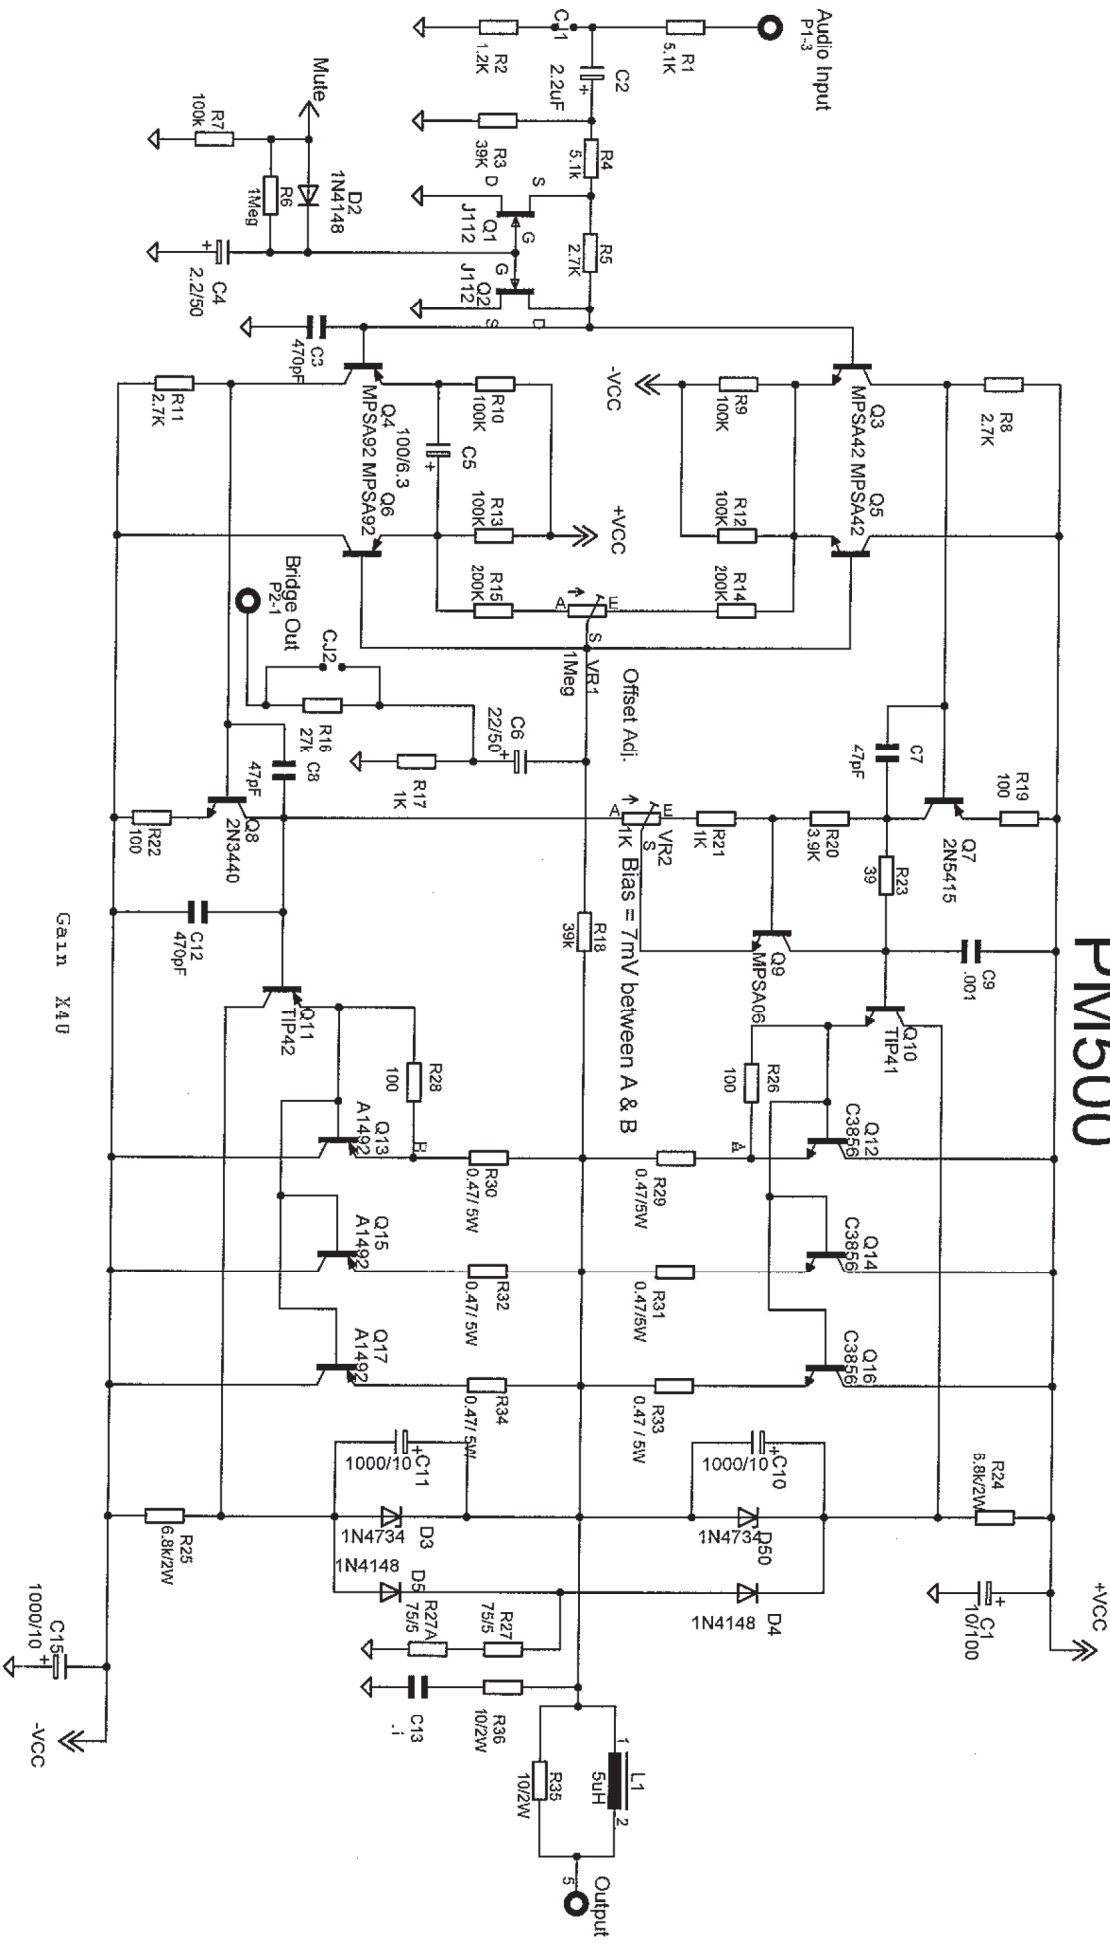 PM500
Audio Input
P1-3
R1
5.1K
CJ1
R2
1.2K
C2
2.2uF
+
R3
39K
R4
5.1k
R5
2.7K
S
D
G
Q1
J112
G
Q2
J112
S
D
Mute
R7
100k
D2
1N4148
R6
1Meg
+
C4
2.2/50
C3
470pF
R11
2.7K
Q4
MPSA92
R10
100K
100/6.3
C5
+
Q6
MPSA92
R13
100K
+VCC
R15
200K
-VCC
R9
100K
Q3
MPSA42
R8
2.7K
Q5
MPSA42
R12
100K
R14
200K
A
E
S
VR1
1Meg
Offset Adj.
Bridge Out
P2-1
CJ2
R16
27k
C6
22/50
+
R17
1K
C8
47pF
Q8
2N3440
R22
100
C7
47pF
R19
100
Q7
2N5415
R20
3.9K
R21
1K
A
E
VR2
S
1K Bias = 7mV between A & B
R23
39
R18
39k
Q9
MPSA06
C9
.001
C12
470pF
Q11
TIP42
Q10
TIP41
R28
100
R26
100
Q13
A1492
R30
0.47/5W
A
R29
0.47/5W
Q12
C3856
Q15
A1492
R32
0.47/5W
R31
0.47/5W
Q14
C3856
Q17
A1492
R34
0.47/5W
R33
0.47/5W
Q16
C3856
+
C11
1000/10
+
C10
1000/10
R24
6.8k/2W
D3
1N4734
D50
1N4734
R25
6.8k/2W
1N4148
D5
D4
1N4148
R27A
75/5
R27
75/5
+
C1
10/100
+VCC
C15
1000/10
+
-VCC
C13
R36
10/2W
R35
10/2W
1
L1
5uH
2
5
Output
Gain X40